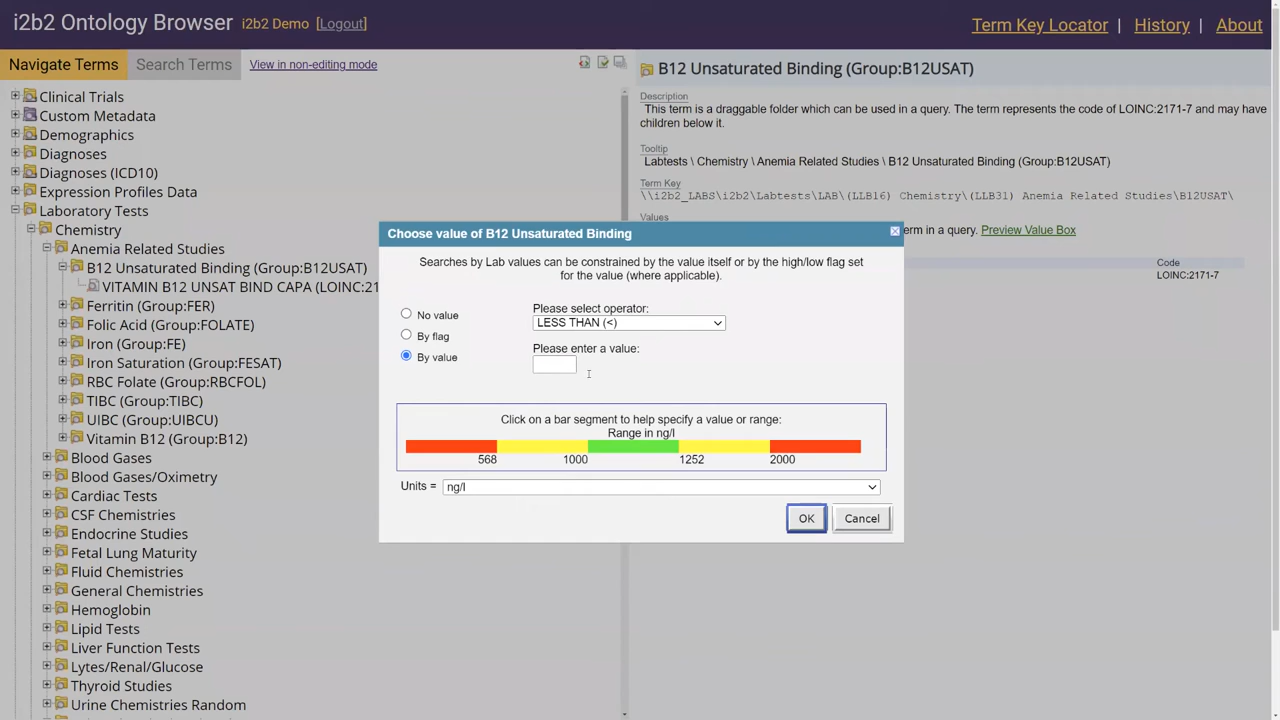 i2b2 Ontology Browser i2b2 Demo [Logout]
Term Key Locator | History | About
Navigate Terms Search Terms View in non-editing mode
Clinical Trials
Custom Metadata
Demographics
Diagnoses
Diagnoses (ICD10)
Expression Profiles Data
Laboratory Tests
Chemistry
Anemia Related Studies
B12 Unsaturated Binding (Group:B12USAT)
VITAMIN B12 UNSAT BIND CAPA (LOINC:21
Ferritin (Group:FER)
Folic Acid (Group:FOLATE)
Iron (Group:FE)
Iron Saturation (Group:FESAT)
RBC Folate (Group:RBCFOL)
TIBC (Group:TIBC)
UIBC (Group:UIBCU)
Vitamin B12 (Group:B12)
Blood Gases
Blood Gases/Oximetry
Cardiac Tests
CSF Chemistries
Endocrine Studies
Fetal Lung Maturity
Fluid Chemistries
General Chemistries
Hemoglobin
Lipid Tests
Liver Function Tests
Lytes/Renal/Glucose
Thyroid Studies
Urine Chemistries Random
B12 Unsaturated Binding (Group:B12USAT)
Description
This term is a draggable folder which can be used in a query. The term represents the code of LOINC:2171-7 and may have
children below it.
Tooltip
Labtests \ Chemistry \ Anemia Related Studies \ B12 Unsaturated Binding (Group:B12USAT)
Term Key
\\i2b2_LABS\i2b2\Labtests\LAB\(LLB16) Chemistry\(LLB31) Anemia Related Studies\B12USAT\
Values
erm in a query. Preview Value Box
Code
LOINC:2171-7
Choose value of B12 Unsaturated Binding
Searches by Lab values can be constrained by the value itself or by the high/low flag set
for the value (where applicable).
No value
By flag
By value
Please select operator:
LESS THAN (<)
Please enter a value:
Click on a bar segment to help specify a value or range:
Range in ng/l
568 1000 1252 2000
Units = ng/l
OK Cancel